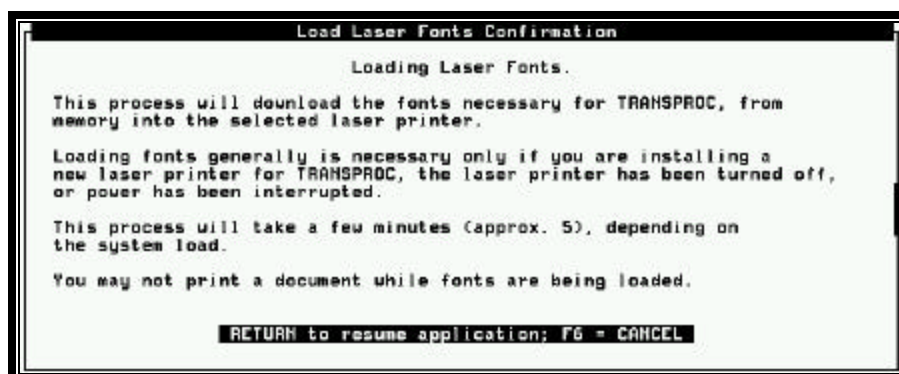 Load Laser Fonts Confirmation
Loading Laser Fonts.
This process will download the fonts necessary for TRANSPROC, from
memory into the selected laser printer.
Loading fonts generally is necessary only if you are installing a
new laser printer for TRANSPROC, the laser printer has been turned off,
or power has been interrupted.
This process will take a few minutes (approx. 5), depending on
the system load.
You may not print a document while fonts are being loaded.
RETURN to resume application; F6 = CANCEL